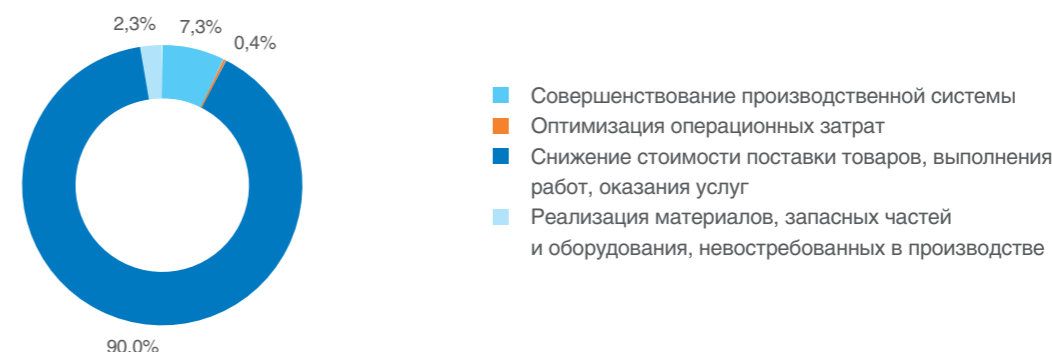 2,3%
7,3%
0,4%
90,0%
Совершенствование производственной системы
Оптимизация операционных затрат
Снижение стоимости поставки товаров, выполнения
работ, оказания услуг
Реализация материалов, запасных частей
и оборудования, невостребованных в производстве